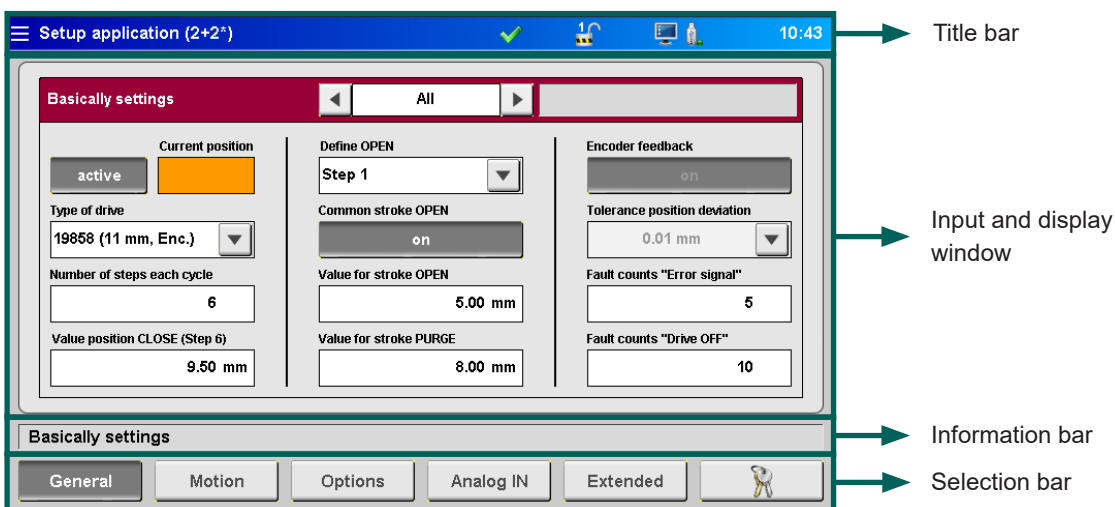 Setup application (2+2*)
1
10:43
Title bar
Basically settings
All
Current position
active
Type of drive
19858 (11 mm, Enc.)
Number of steps each cycle
6
Value position CLOSE (Step 6)
9.50 mm
Define OPEN
Step 1
Common stroke OPEN
on
Value for stroke OPEN
5.00 mm
Value for stroke PURGE
8.00 mm
Encoder feedback
on
Tolerance position deviation
0.01 mm
Fault counts "Error signal"
5
Fault counts "Drive OFF"
10
Input and display
window
Basically settings
Information bar
General
Motion
Options
Analog IN
Extended
Selection bar